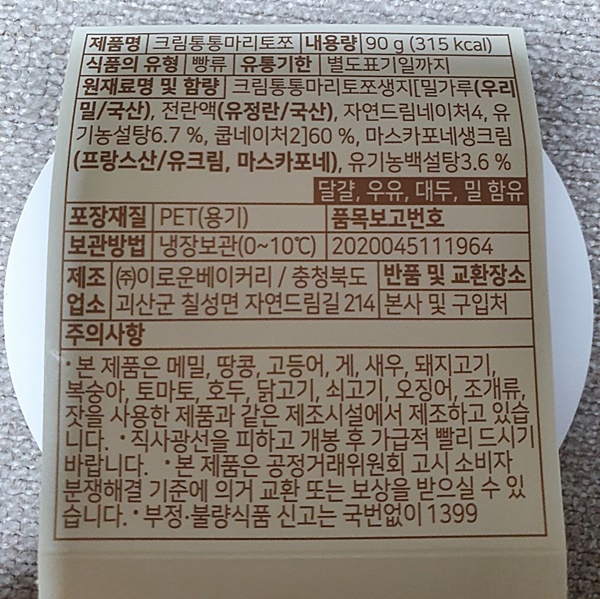 제품명 크림통통마리토쪼 내용량 90 g (315 kcal)
식품의 유형 빵류 유통기한 별도표기일까지
원재료명 및 함량 크림통통마리토쪼생지[밀가루(우리
밀/국산), 전란액(유정란/국산), 자연드림네이처4, 유
기농설탕6.7 %, 쿱네이처2]60 %, 마스카포네생크림
(프랑스산/유크림, 마스카포네), 유기농백설탕3.6 %
달걀, 우유, 대두, 밀 함유
포장재질 PET(용기) 품목보고번호
보관방법 냉장보관(0~10℃) 2020045111964
제조 ㈜이로운베이커리 / 충청북도 반품 및 교환장소
업소 괴산군 칠성면 자연드림길 214 본사 및 구입처
주의사항
•본 제품은 메밀, 땅콩, 고등어, 게, 새우, 돼지고기,
복숭아, 토마토, 호두, 닭고기, 쇠고기, 오징어, 조개류,
잣을 사용한 제품과 같은 제조시설에서 제조하고 있습
니다. •직사광선을 피하고 개봉 후 가급적 빨리 드시기
바랍니다. •본 제품은 공정거래위원회 고시 소비자
분쟁해결 기준에 의거 교환 또는 보상을 받으실 수 있
습니다. •부정·불량식품 신고는 국번없이 1399